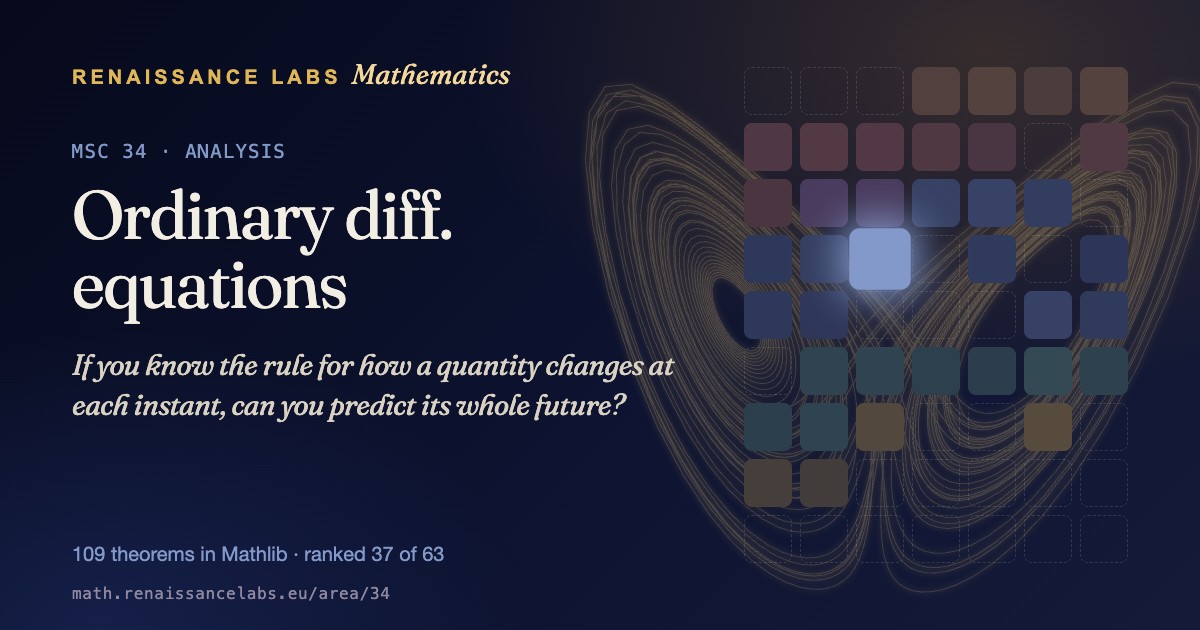 RENAISSANCE LABS Mathematics
MSC 34 · ANALYSIS
Ordinary diff.
equations
If you know the rule for how a quantity changes at
each instant, can you predict its whole future?
109 theorems in Mathlib · ranked 37 of 63
math.renaissancelabs.eu/area/34